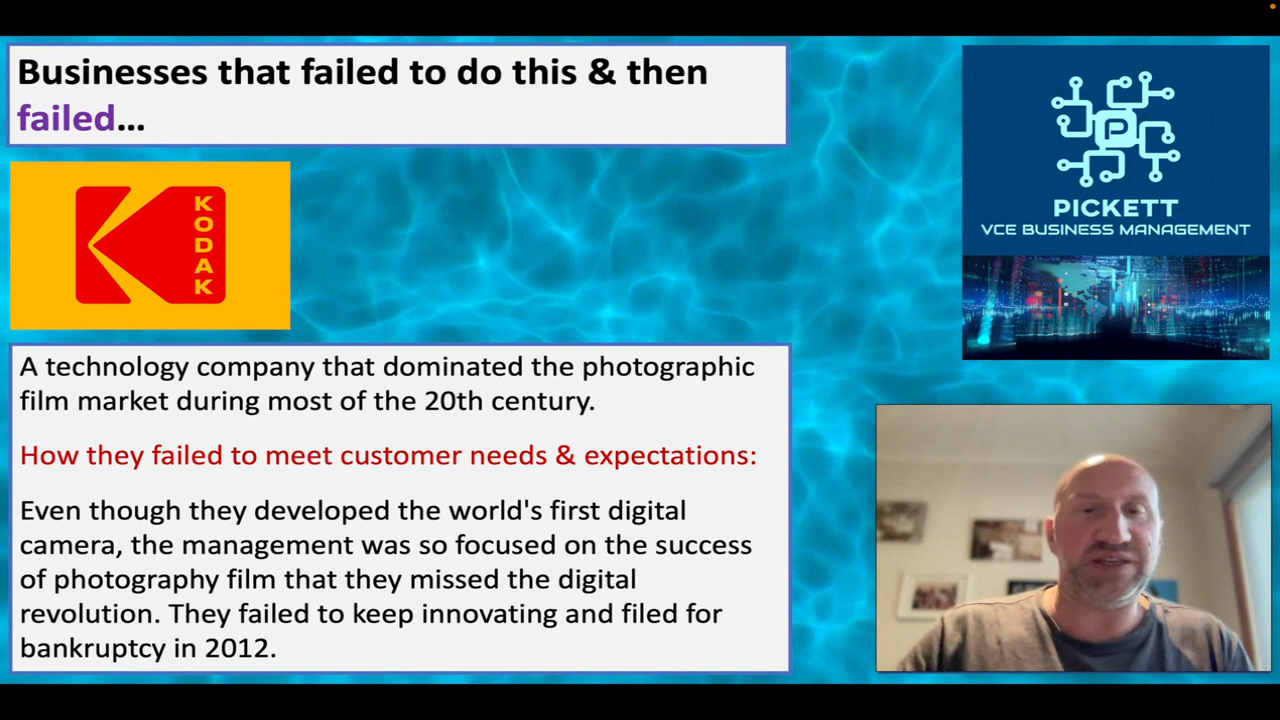 Businesses that failed to do this & then
failed...
KODAK
PICKETT
VCE BUSINESS MANAGEMENT
A technology company that dominated the photographic
film market during most of the 20th century.
How they failed to meet customer needs & expectations:
Even though they developed the world's first digital
camera, the management was so focused on the success
of photography film that they missed the digital
revolution. They failed to keep innovating and filed for
bankruptcy in 2012.